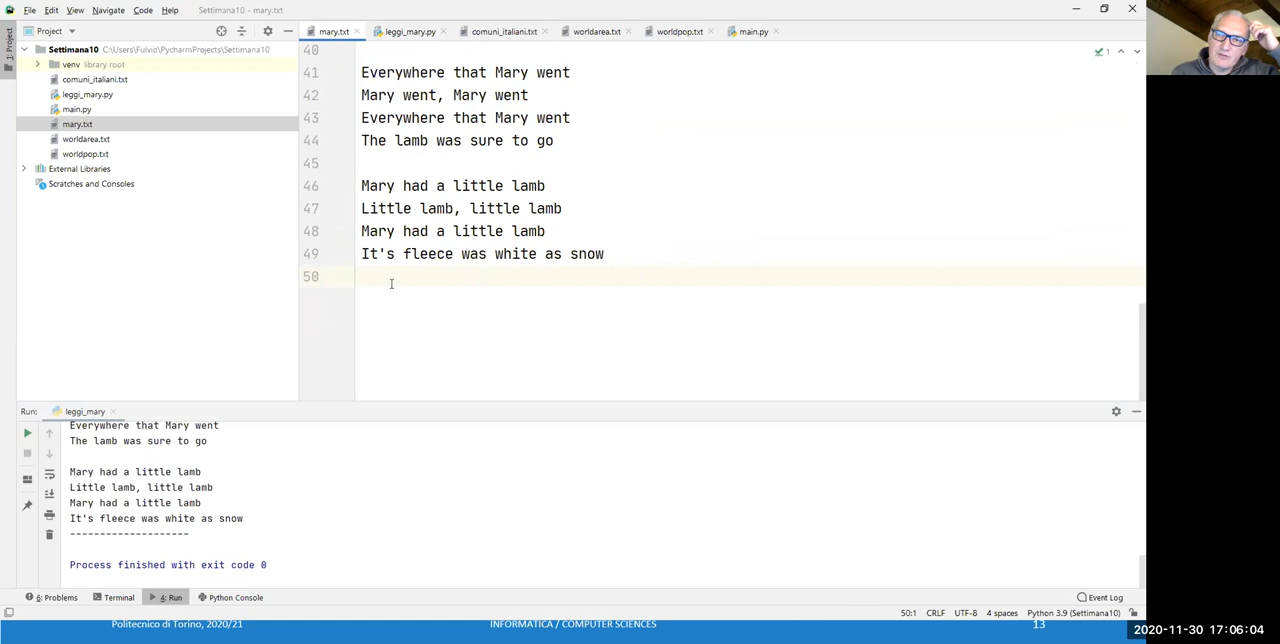 File Edit View Navigate Code Help Settimana10 - mary.txt
Project mary.txt leggi_mary.py comuni_italiani.txt worldarea.txt worldpop.txt main.py
1: Project
Settimana10 C:\Users\Fulvio\PycharmProjects\Settimana10
venv library root
comuni_italiani.txt
leggi_mary.py
main.py
mary.txt
worldarea.txt
worldpop.txt
External Libraries
Scratches and Consoles
1
40
41 Everywhere that Mary went
42 Mary went, Mary went
43 Everywhere that Mary went
44 The lamb was sure to go
45
46 Mary had a little lamb
47 Little lamb, little lamb
48 Mary had a little lamb
49 It's fleece was white as snow
50
Run: leggi_mary
Everywhere that Mary went
The lamb was sure to go
Mary had a little lamb
Little lamb, little lamb
Mary had a little lamb
It's fleece was white as snow
--------------------
Process finished with exit code 0
6: Problems Terminal 4: Run Python Console Event Log
50:1 CRLF UTF-8 4 spaces Python 3.9 (Settimana10)
Politecnico di Torino, 2020/21 INFORMATICA / COMPUTER SCIENCES 13
2020-11-30 17:06:04